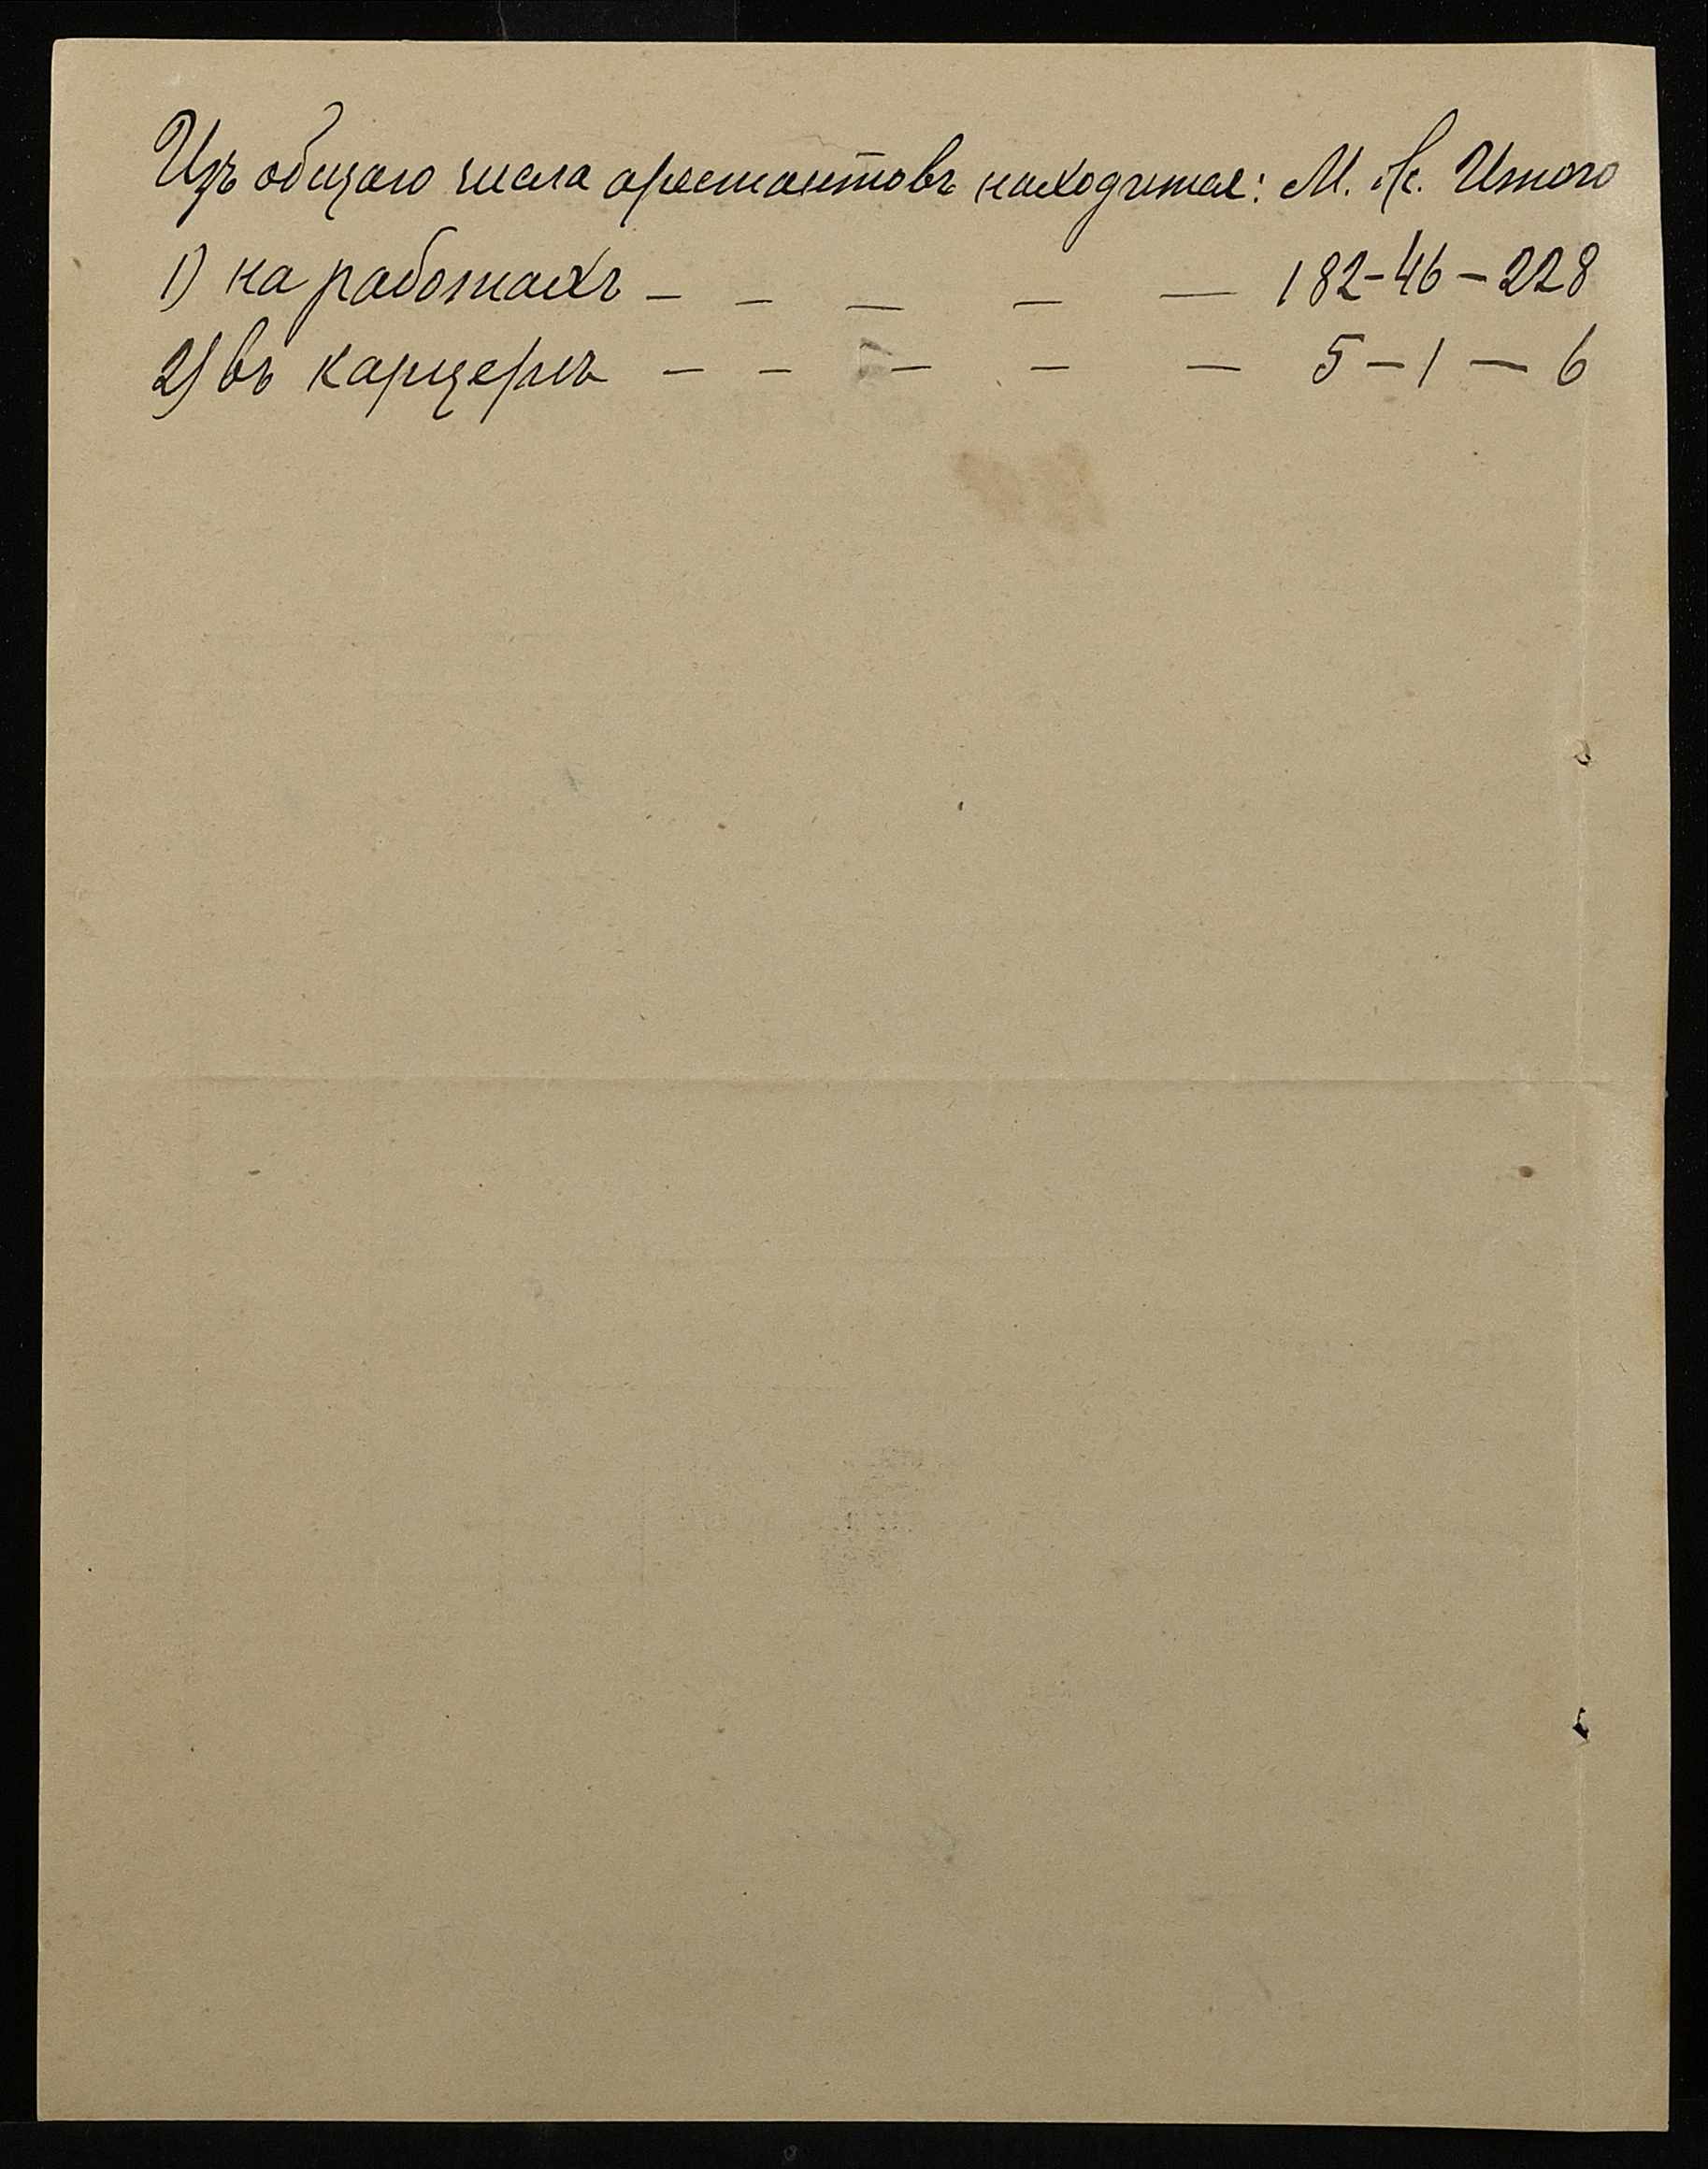 Изъ общаго числа арестантовъ находится: М. Ж. Итого
1) на работахъ — — — — — 182-46-228
2) въ карцерѣ — — — — — 5-1-6